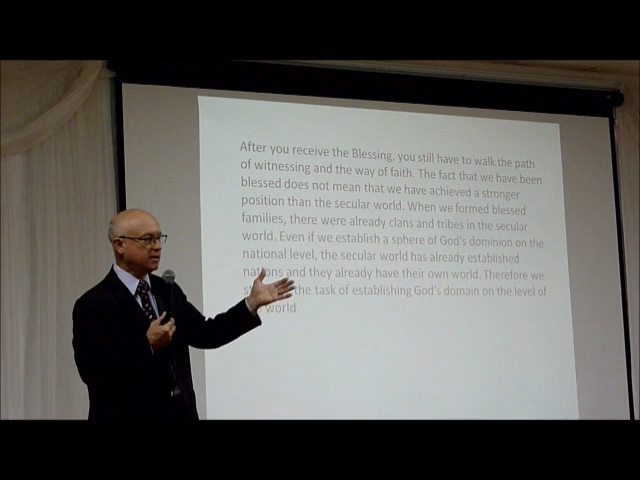 After you receive the Blessing, you still have to walk the path
of witnessing and the way of faith. The fact that we have been
blessed does not mean that we have achieved a stronger
position than the secular world. When we formed blessed
families, there were already clans and tribes in the secular
world. Even if we establish a sphere of God's dominion on the
national level, the secular world has already established
nations and they already have their own world. Therefore we
the task of establishing God's domain on the level of
world.